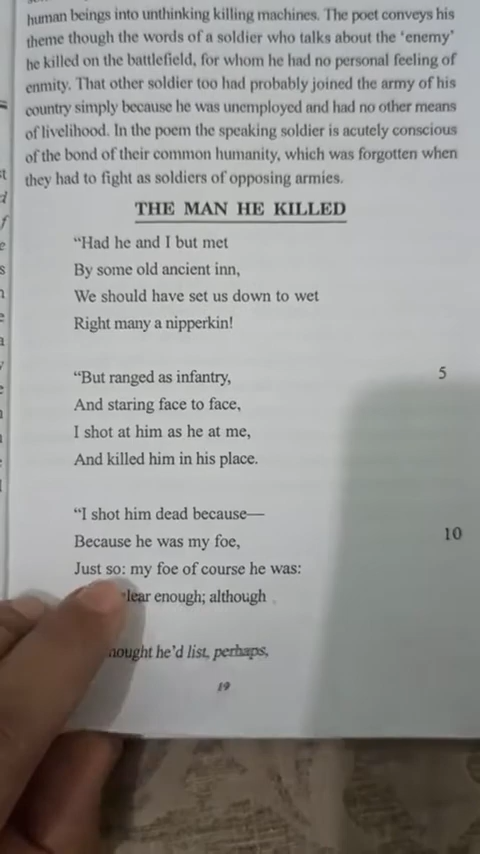 human beings into unthinking killing machines. The poet conveys his
theme though the words of a soldier who talks about the ‘enemy’
he killed on the battlefield, for whom he had no personal feeling of
enmity. That other soldier too had probably joined the army of his
country simply because he was unemployed and had no other means
of livelihood. In the poem the speaking soldier is acutely conscious
of the bond of their common humanity, which was forgotten when
they had to fight as soldiers of opposing armies.
THE MAN HE KILLED
“Had he and I but met
By some old ancient inn,
We should have set us down to wet
Right many a nipperkin!
“But ranged as infantry, 5
And staring face to face,
I shot at him as he at me,
And killed him in his place.
“I shot him dead because—
Because he was my foe, 10
Just so: my foe of course he was:
enough; although
he’d list, perhaps,
19